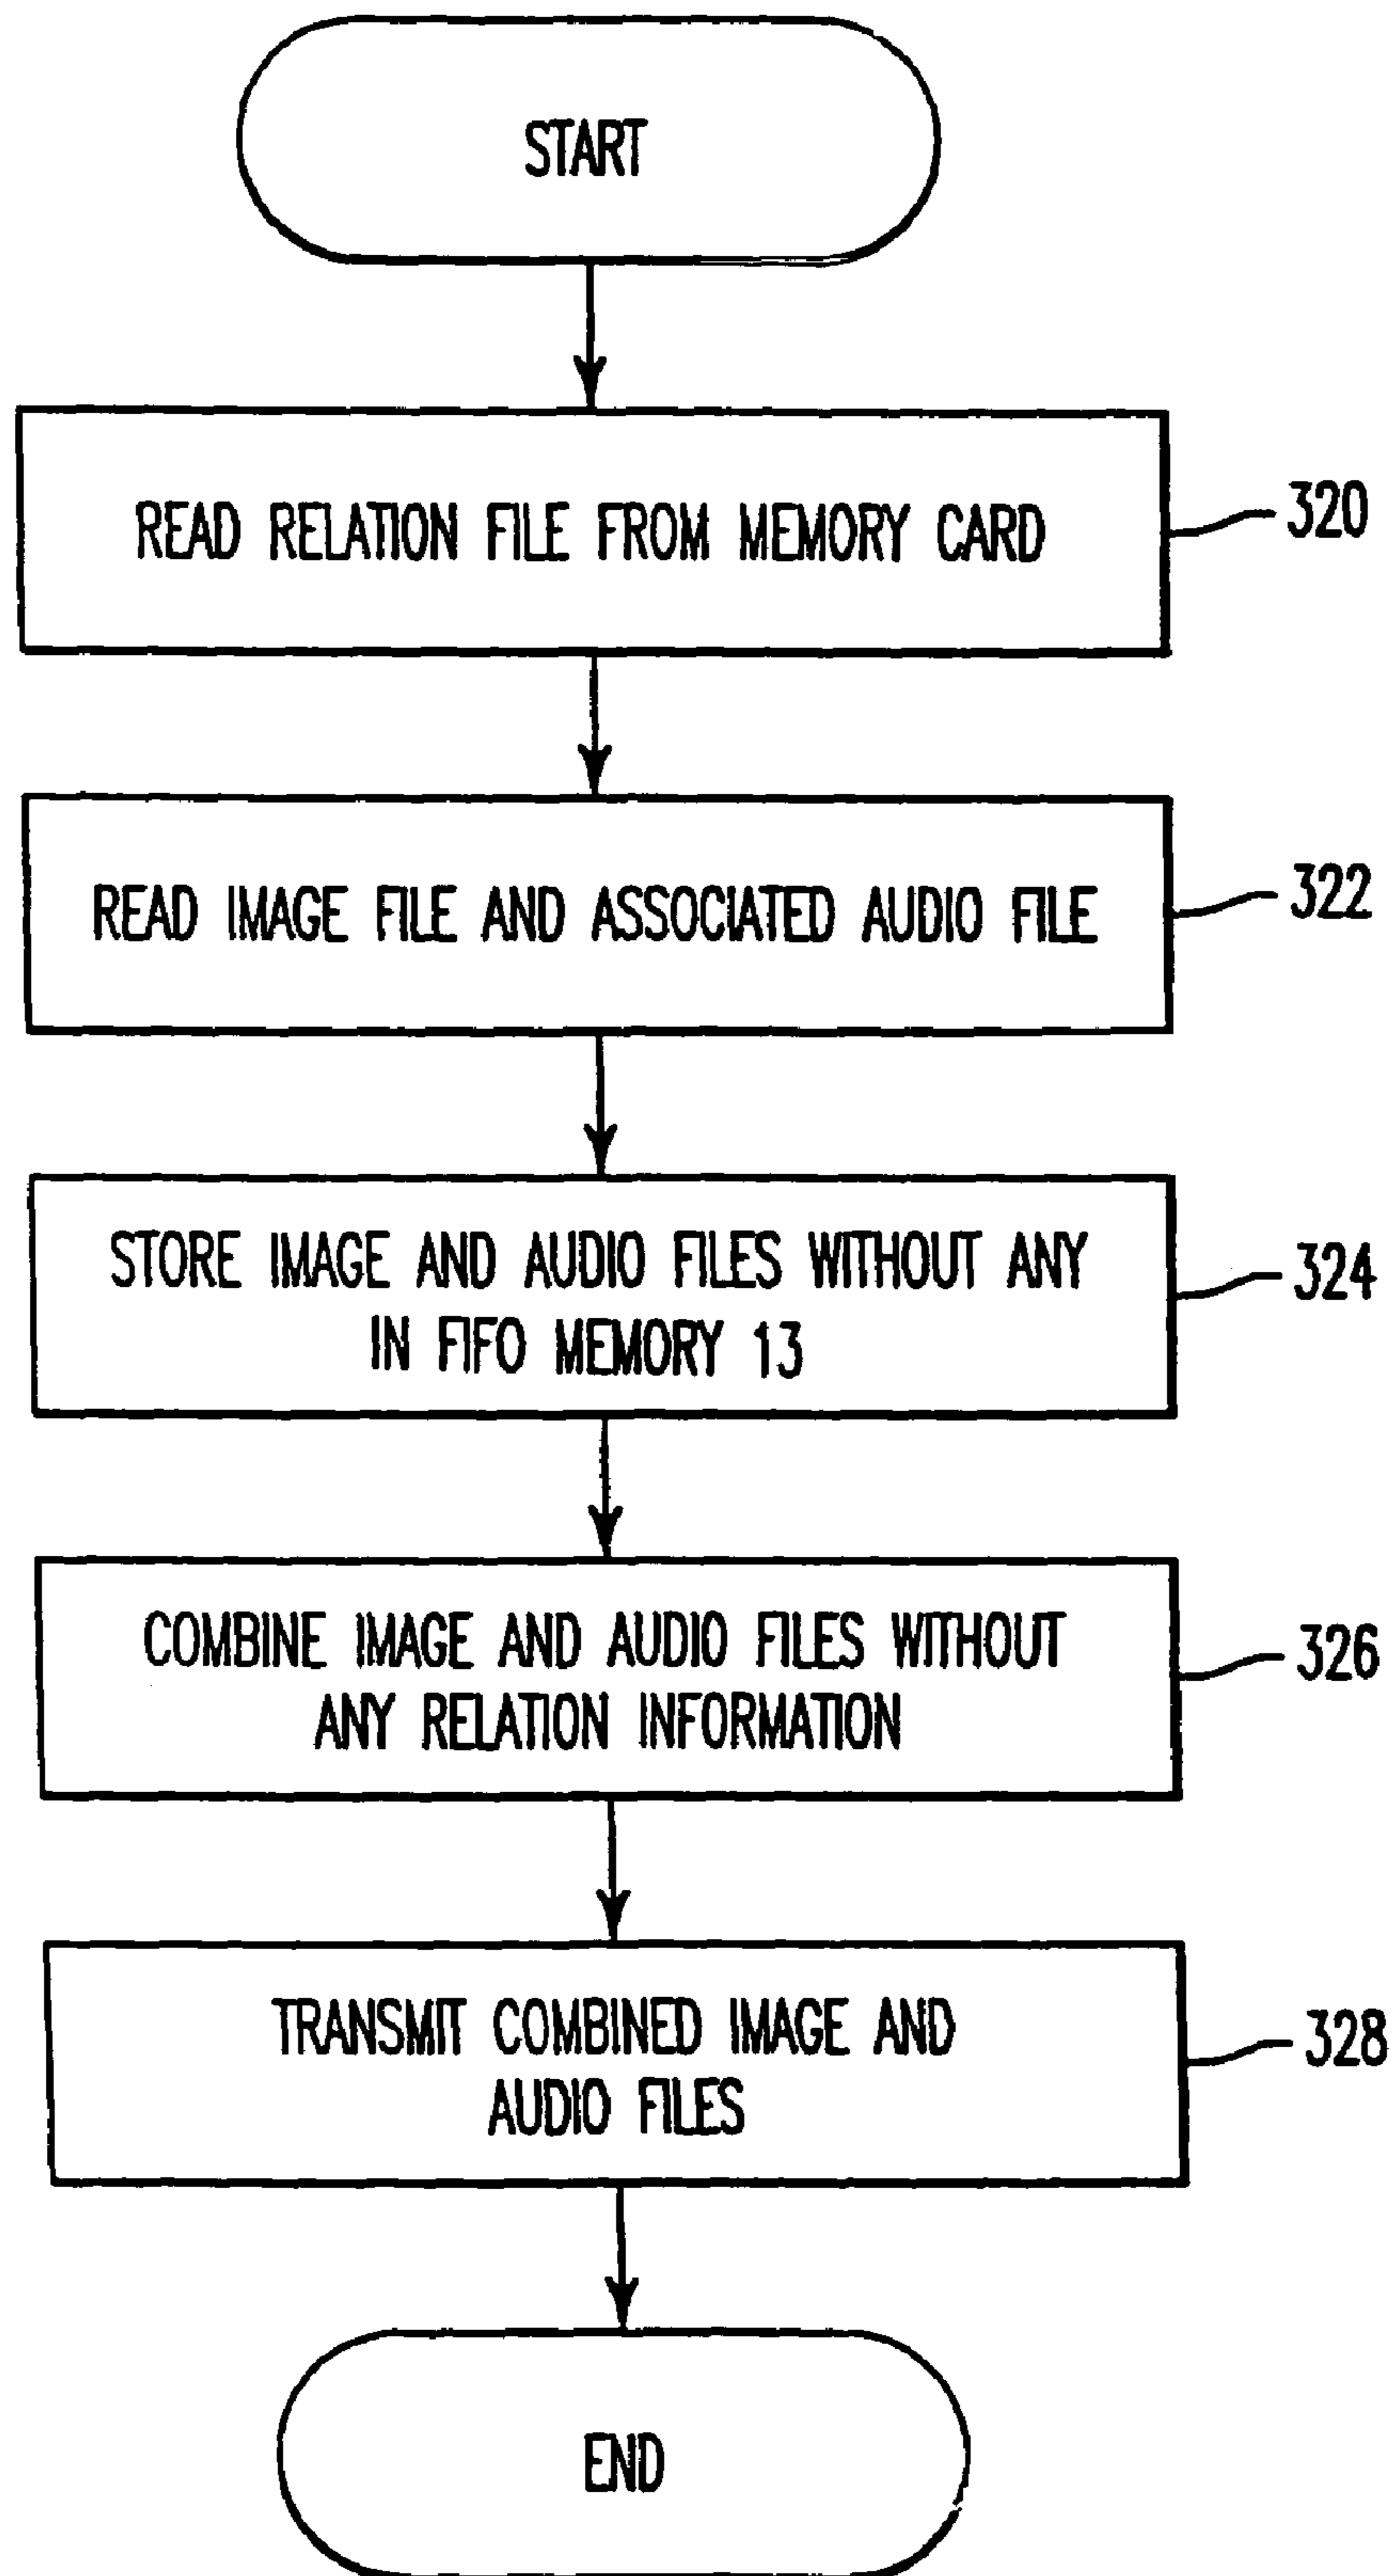 START
READ RELATION FILE FROM MEMORY CARD
320
READ IMAGE FILE AND ASSOCIATED AUDIO FILE
322
STORE IMAGE AND AUDIO FILES WITHOUT ANY
IN FIFO MEMORY 13
324
COMBINE IMAGE AND AUDIO FILES WITHOUT
ANY RELATION INFORMATION
326
TRANSMIT COMBINED IMAGE AND
AUDIO FILES
328
END